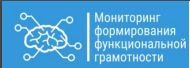 Мониторинг
формирования
функциональной
грамотности